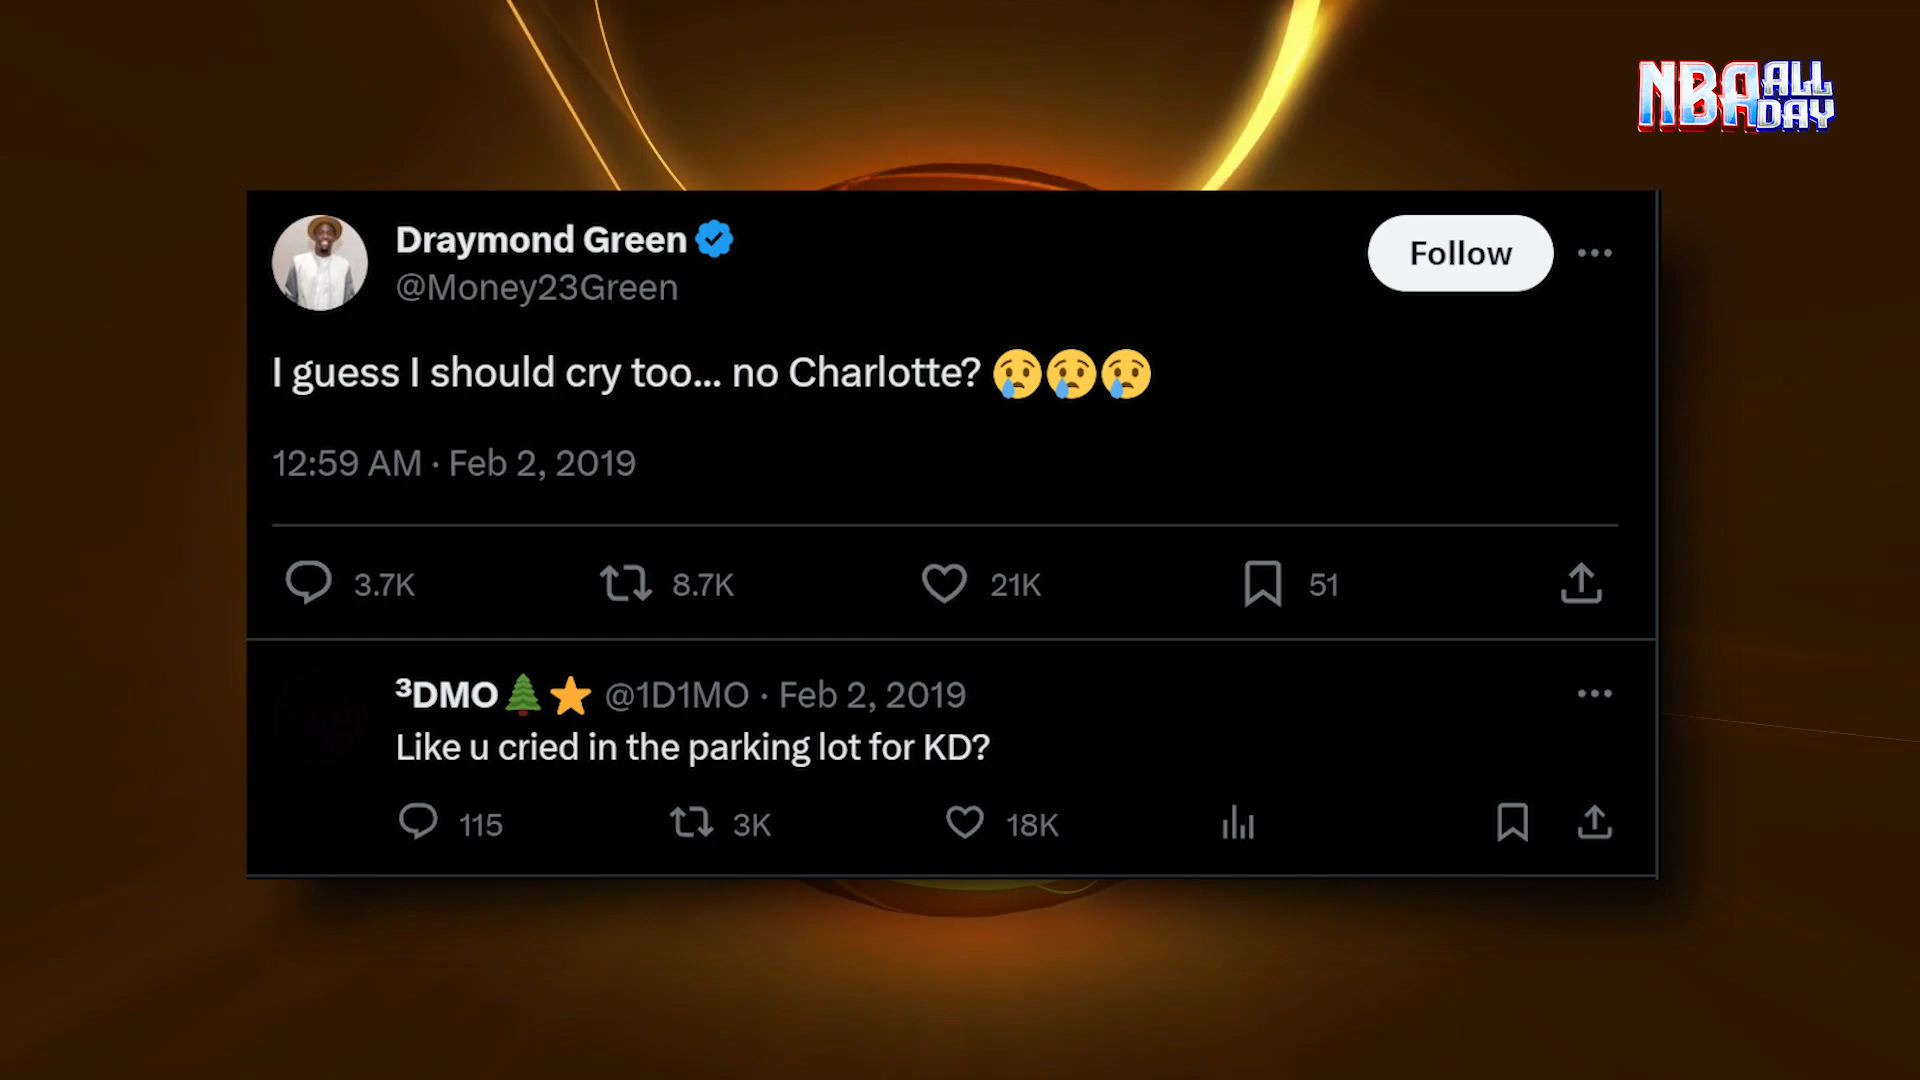 NBA ALL DAY
Draymond Green
@Money23Green
Follow
I guess I should cry too... no Charlotte? 😢😢😢
12:59 AM · Feb 2, 2019
3.7K 8.7K 21K 51
³DMO🌲⭐ @1D1MO · Feb 2, 2019
Like u cried in the parking lot for KD?
115 3K 18K